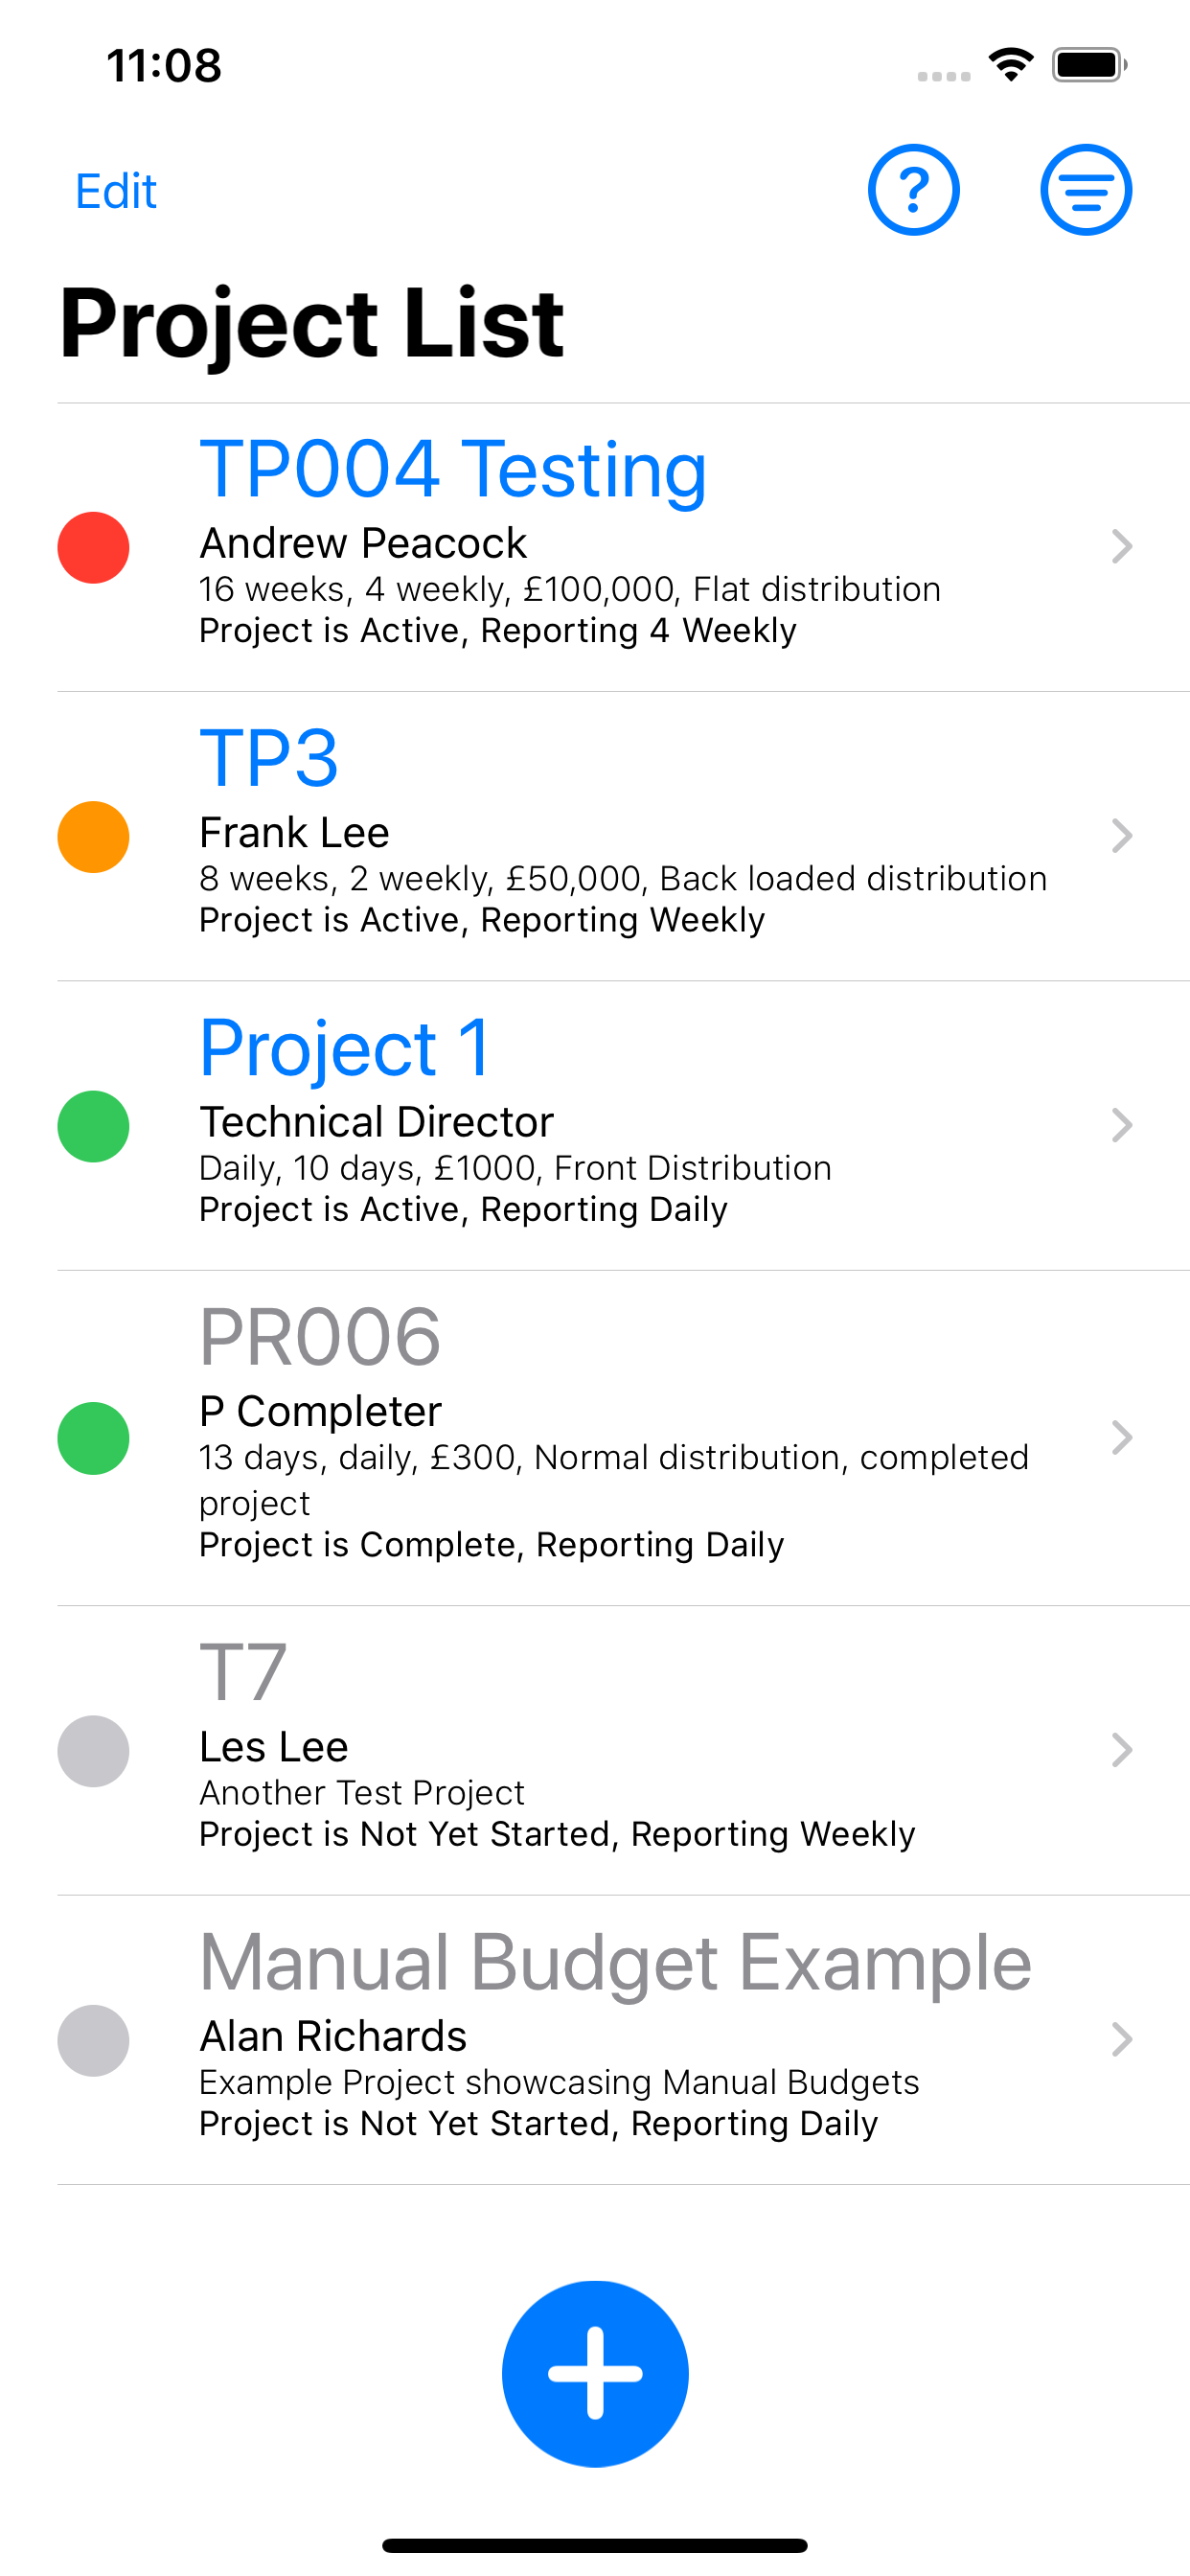 11:08
Edit
?
Project List
TP004 Testing
Andrew Peacock
16 weeks, 4 weekly, £100,000, Flat distribution
Project is Active, Reporting 4 Weekly
TP3
Frank Lee
8 weeks, 2 weekly, £50,000, Back loaded distribution
Project is Active, Reporting Weekly
Project 1
Technical Director
Daily, 10 days, £1000, Front Distribution
Project is Active, Reporting Daily
PR006
P Completer
13 days, daily, £300, Normal distribution, completed
project
Project is Complete, Reporting Daily
T7
Les Lee
Another Test Project
Project is Not Yet Started, Reporting Weekly
Manual Budget Example
Alan Richards
Example Project showcasing Manual Budgets
Project is Not Yet Started, Reporting Daily